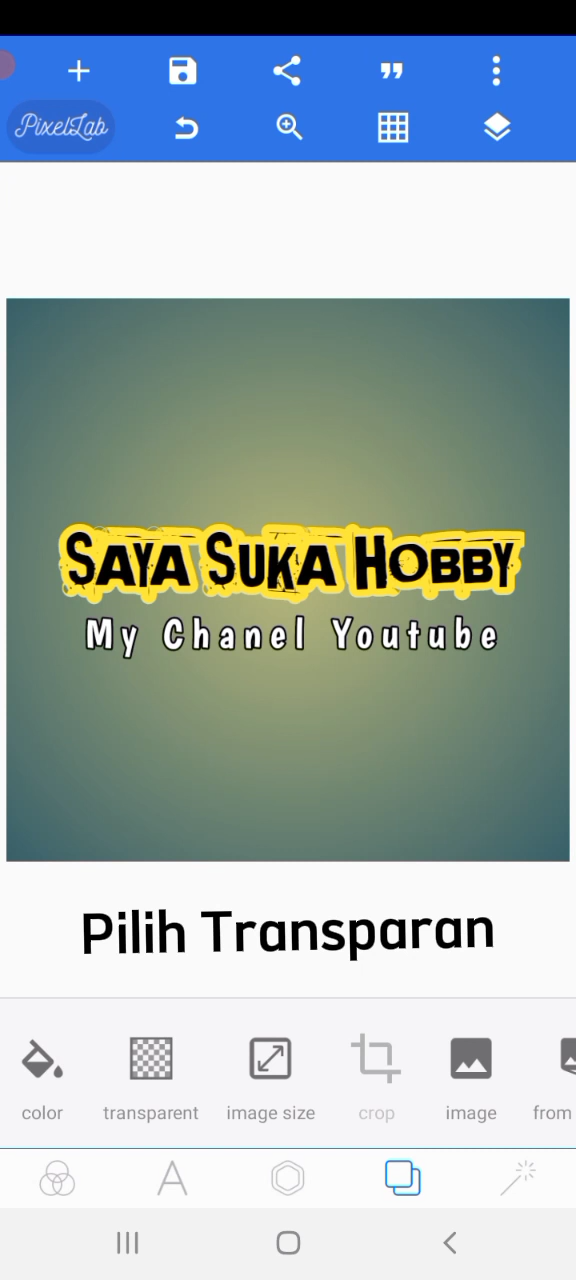 PixelLab
SAYA SUKA HOBBY
My Chanel Youtube
Pilih Transparan
color transparent image size crop image from